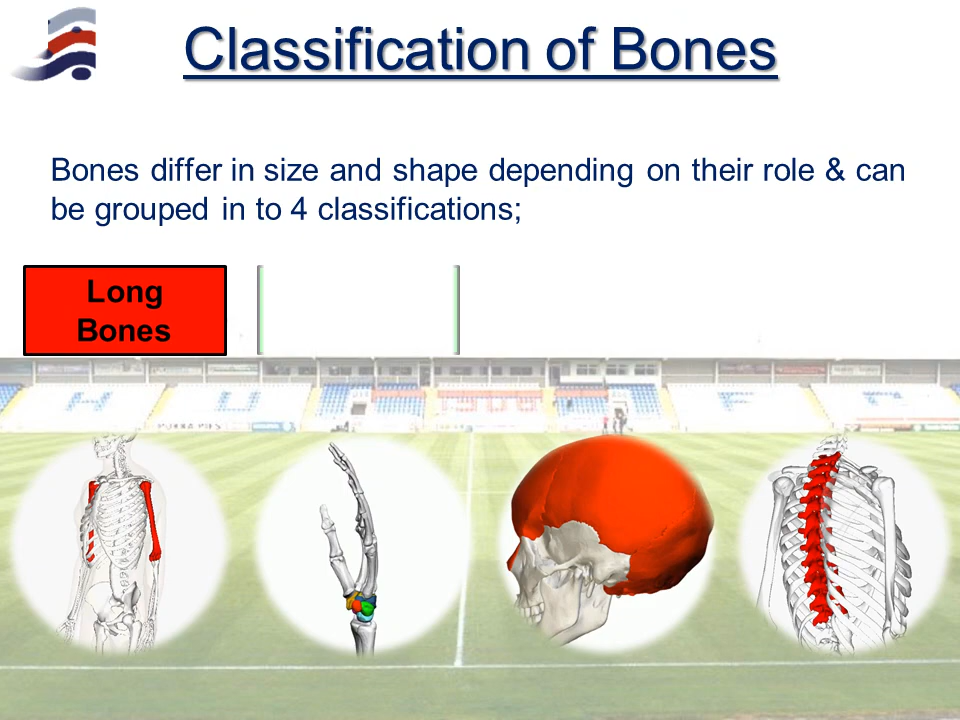 Classification of Bones
Bones differ in size and shape depending on their role & can
be grouped in to 4 classifications;
Long
Bones
H U F C